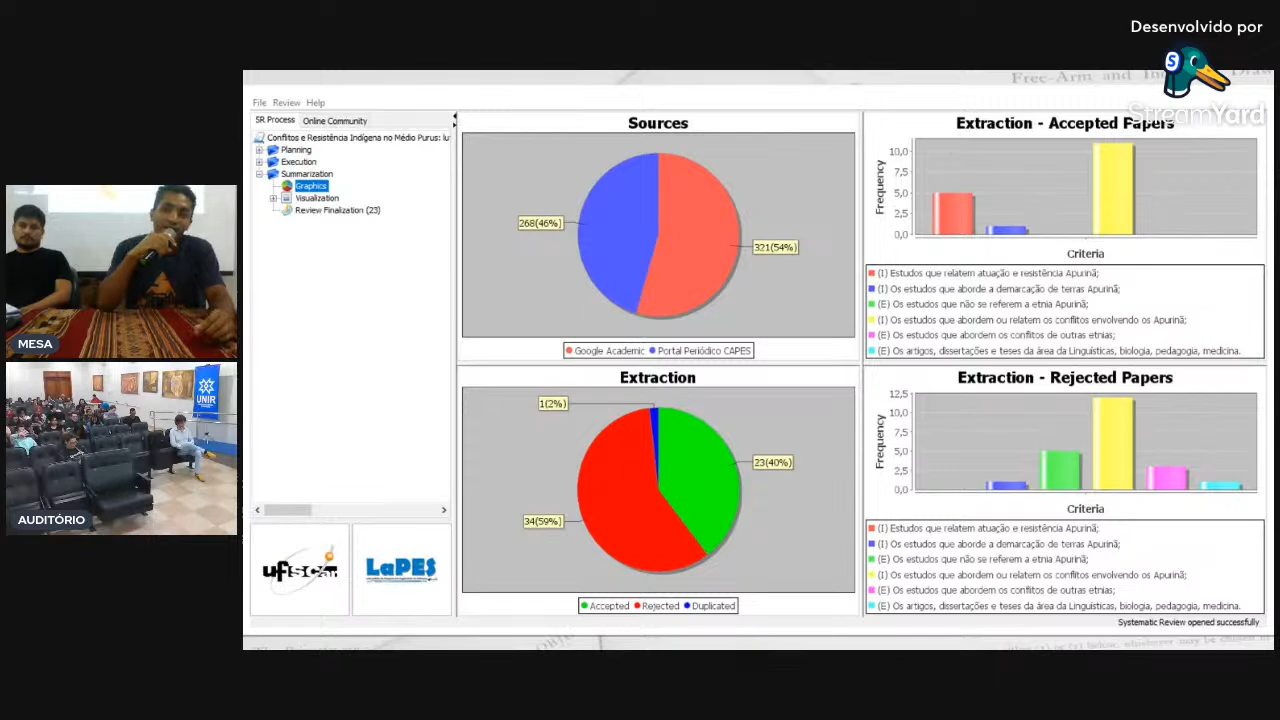 Desenvolvido por
S
StreamYard
Free-Arm and In
File Review Help
SR Process Online Community
Conflitos e Resistência Indígena no Médio Purus: lu
Planning
Execution
Summarization
Graphics
Visualization
Review Finalization (23)
Sources
268(46%)
321(54%)
Google Academic Portal Periódico CAPES
Extraction - Accepted Papers
Frequency
10,0
7,5
5,0
2,5
0,0
Criteria
(I) Estudos que relatem atuação e resistência Apurinã;
(I) Os estudos que aborde a demarcação de terras Apurinã;
(E) Os estudos que não se referem a etnia Apurinã;
(I) Os estudos que abordem ou relatem os conflitos envolvendo os Apurinã;
(E) Os estudos que abordem os conflitos de outras etnias;
(E) Os artigos, dissertações e teses da área da Linguísticas, biologia, pedagogia, medicina.
Extraction
1(2%)
23(40%)
34(59%)
Accepted Rejected Duplicated
Extraction - Rejected Papers
Frequency
12,5
10,0
7,5
5,0
2,5
0,0
Criteria
(I) Estudos que relatem atuação e resistência Apurinã;
(I) Os estudos que aborde a demarcação de terras Apurinã;
(E) Os estudos que não se referem a etnia Apurinã;
(I) Os estudos que abordem ou relatem os conflitos envolvendo os Apurinã;
(E) Os estudos que abordem os conflitos de outras etnias;
(E) Os artigos, dissertações e teses da área da Linguísticas, biologia, pedagogia, medicina.
Systematic Review opened successfully
ufscar
LaPES
MESA
UNIR
AUDITÓRIO